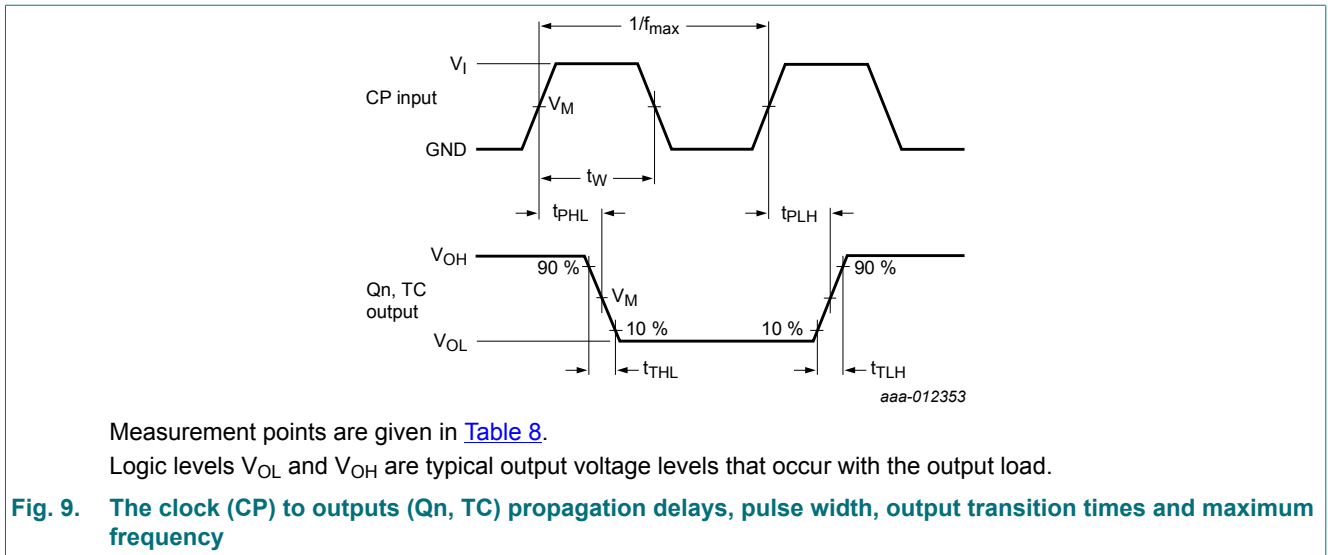 1/fmax
VI
CP input
VM
GND
tW
tPHL
tPLH
VOH
90 %
90 %
Qn, TC
output
VM
10 %
10 %
VOL
tTHL
tTLH
aaa-012353
Measurement points are given in Table 8.
Logic levels VOL and VOH are typical output voltage levels that occur with the output load.
Fig. 9. The clock (CP) to outputs (Qn, TC) propagation delays, pulse width, output transition times and maximum
frequency